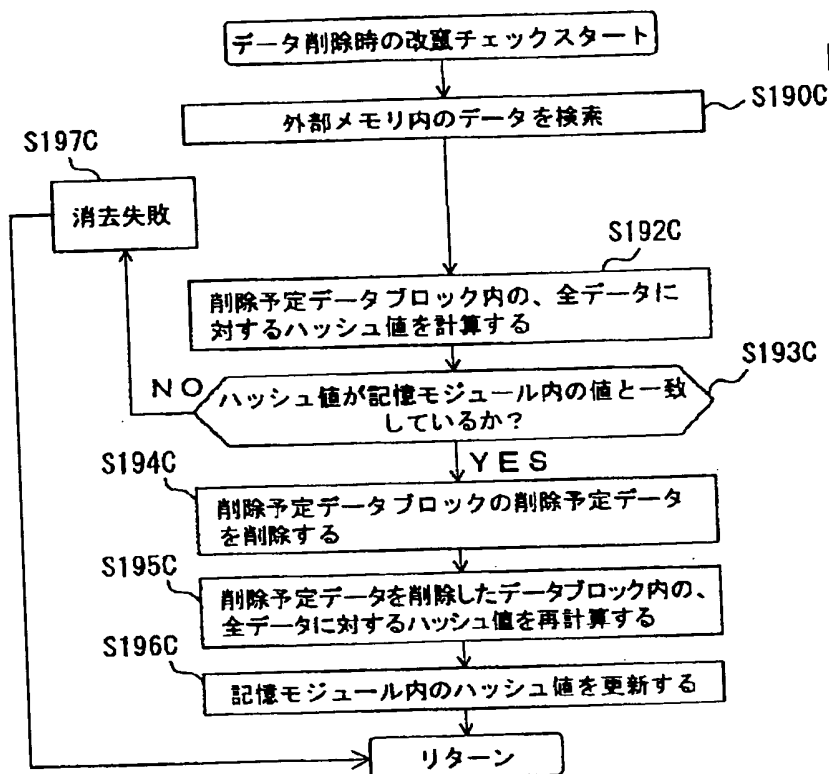 データ削除時の改竄チェックスタート
S190C
外部メモリ内のデータを検索
S197C
消去失敗
S192C
削除予定データブロック内の、全データに
対するハッシュ値を計算する
S193C
NO
ハッシュ値が記憶モジュール内の値と一致
しているか?
YES
S194C
削除予定データブロックの削除予定データ
を削除する
S195C
削除予定データを削除したデータブロック内の、
全データに対するハッシュ値を再計算する
S196C
記憶モジュール内のハッシュ値を更新する
リターン